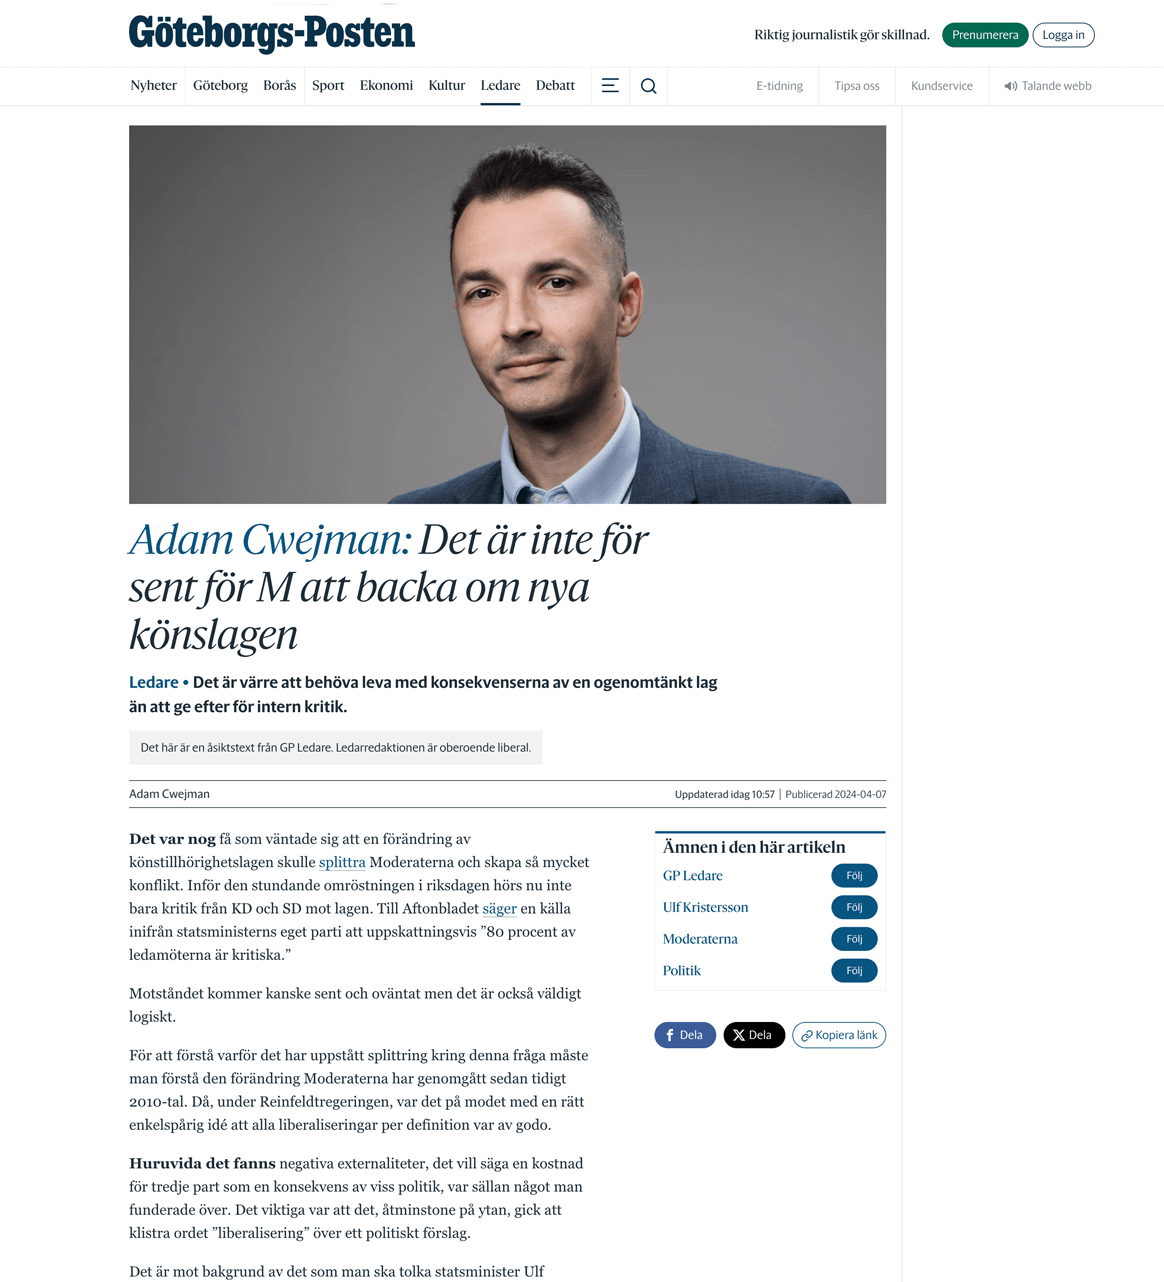 Göteborgs-Posten
Riktig journalistik gör skillnad.
Prenumerera
Logga in
Nyheter
Göteborg
Borås
Sport
Ekonomi
Kultur
Ledare
Debatt
E-tidning
Tipsa oss
Kundservice
Talande webb
Adam Cwejman: Det är inte för
sent för M att backa om nya
könslagen
Ledare • Det är värre att behöva leva med konsekvenserna av en ogenomtänkt lag
än att ge efter för intern kritik.
Det här är en åsiktstext från GP Ledare. Ledarredaktionen är oberoende liberal.
Adam Cwejman
Uppdaterad idag 10:57 | Publicerad 2024-04-07
Det var nog få som väntade sig att en förändring av
könstillhörighetslagen skulle splittra Moderaterna och skapa så mycket
konflikt. Inför den stundande omröstningen i riksdagen hörs nu inte
bara kritik från KD och SD mot lagen. Till Aftonbladet säger en källa
inifrån statsministerns eget parti att uppskattningsvis ”80 procent av
ledamöterna är kritiska.”
Motståndet kommer kanske sent och oväntat men det är också väldigt
logiskt.
För att förstå varför det har uppstått splittring kring denna fråga måste
man förstå den förändring Moderaterna har genomgått sedan tidigt
2010-tal. Då, under Reinfeldtregeringen, var det på modet med en rätt
enkelspårig idé att alla liberaliseringar per definition var av godo.
Huruvida det fanns negativa externaliteter, det vill säga en kostnad
för tredje part som en konsekvens av viss politik, var sällan något man
funderade över. Det viktiga var att det, åtminstone på ytan, gick att
klistra ordet ”liberalisering” över ett politiskt förslag.
Det är mot bakgrund av det som man ska tolka statsminister Ulf
Ämnen i den här artikeln
GP Ledare
Följ
Ulf Kristersson
Följ
Moderaterna
Följ
Politik
Följ
Dela
Dela
Kopiera länk